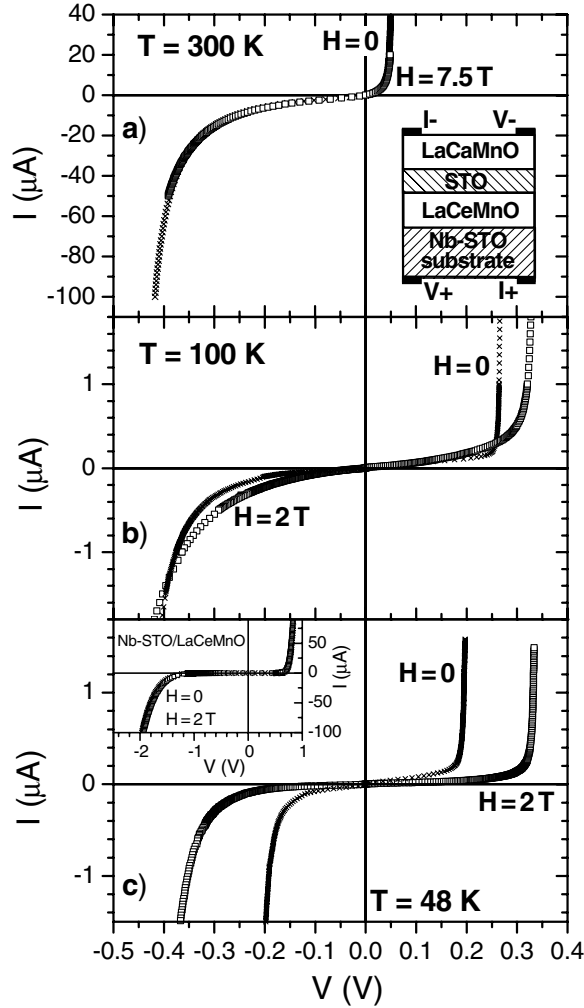 T = 300 K
H=0
H=7.5 T
a)
I (μA)
40
20
0
-20
-40
-60
-80
-100
I- V-
LaCaMnO
STO
LaCeMnO
Nb-STO
substrate
V+ I+
T = 100 K
H=0
H=2 T
b)
I (μA)
1
0
-1
Nb-STO/LaCeMnO
H=0
H=2T
50
0
-50
-100
I (μA)
-2 -1 0 1
V (V)
H=0
H=2 T
c)
T = 48 K
I (μA)
1
0
-1
-0.5 -0.4 -0.3 -0.2 -0.1 0.0 0.1 0.2 0.3 0.4
V (V)